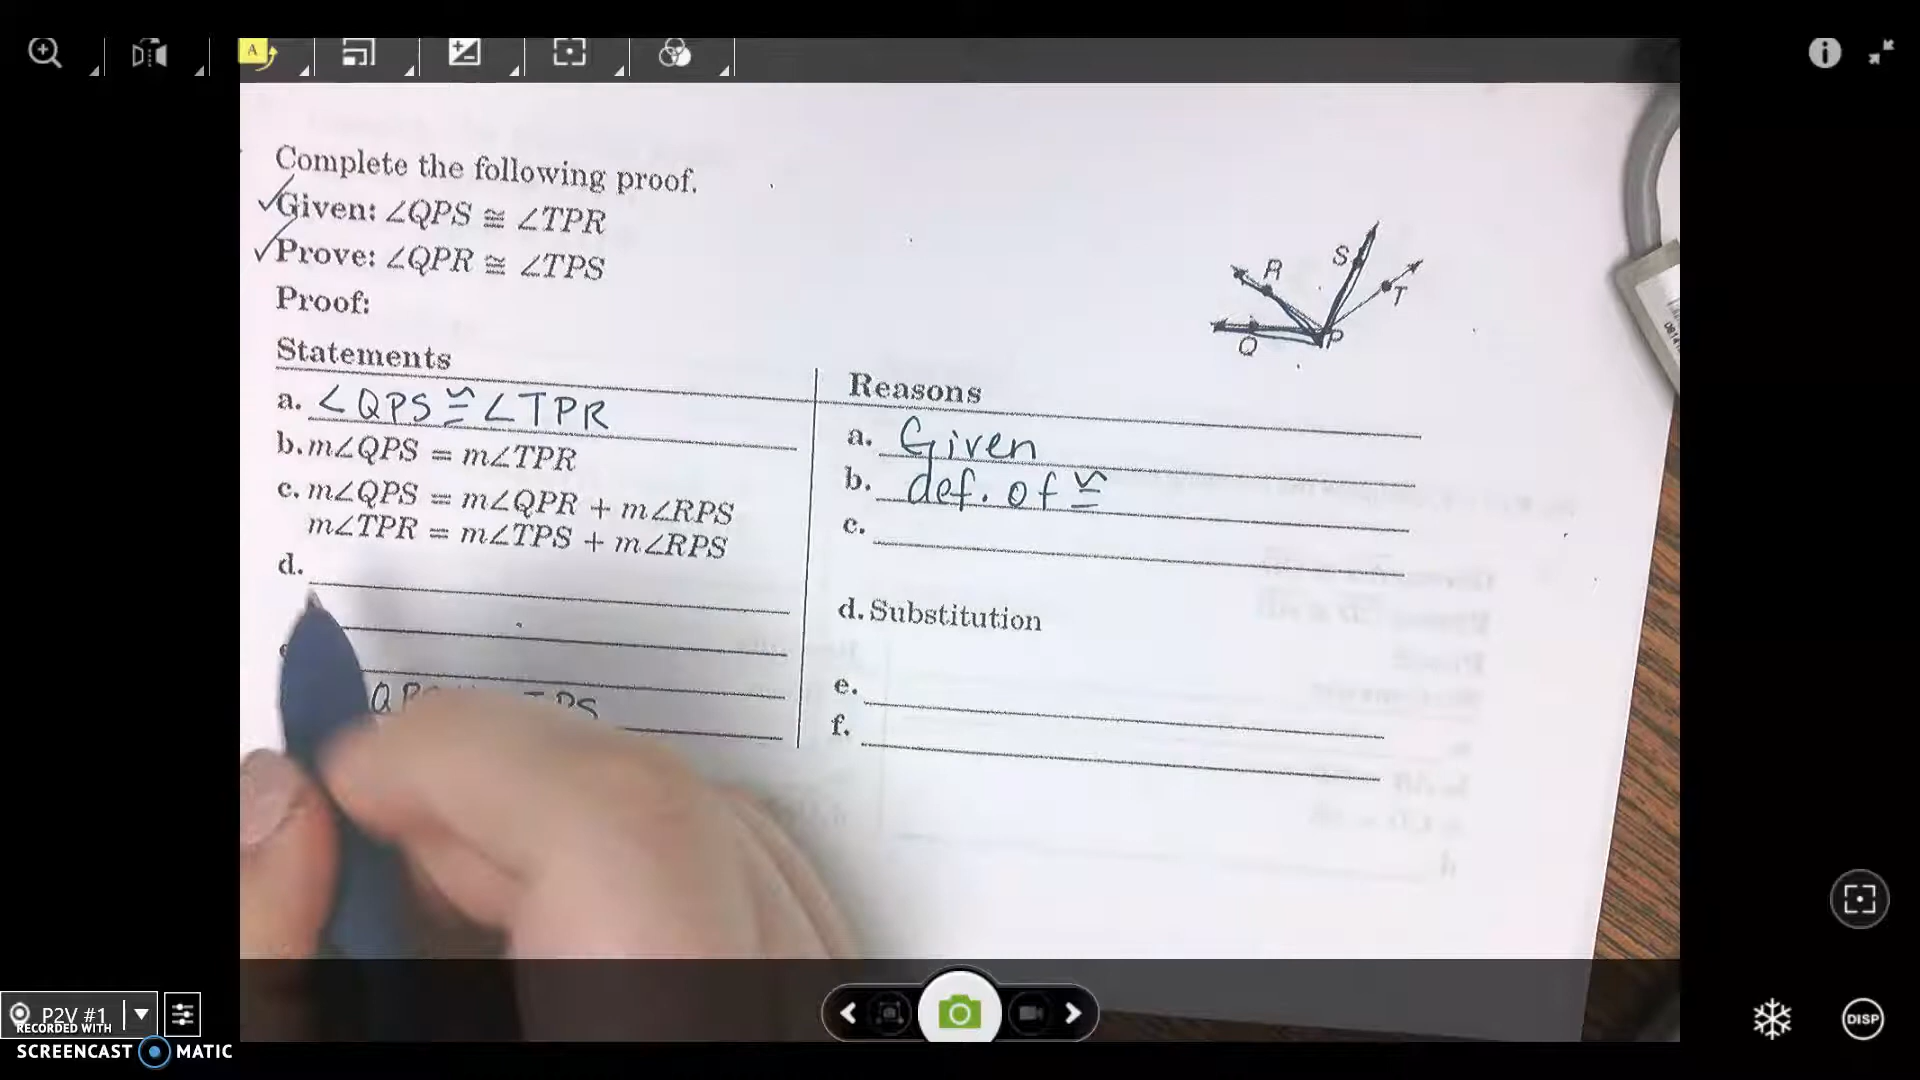 A
Complete the following proof.
Given: ∠QPS ≅ ∠TPR
Prove: ∠QPR ≅ ∠TPS
Proof:
R
S
T
Q
P
Statements
a. ∠QPS ≅ ∠TPR
b. m∠QPS = m∠TPR
c. m∠QPS = m∠QPR + m∠RPS
m∠TPR = m∠TPS + m∠RPS
d.
Reasons
a. Given
b. def. of ≅
c.
d. Substitution
e.
f.
P2V #1
RECORDED WITH
SCREENCAST MATIC
DISP